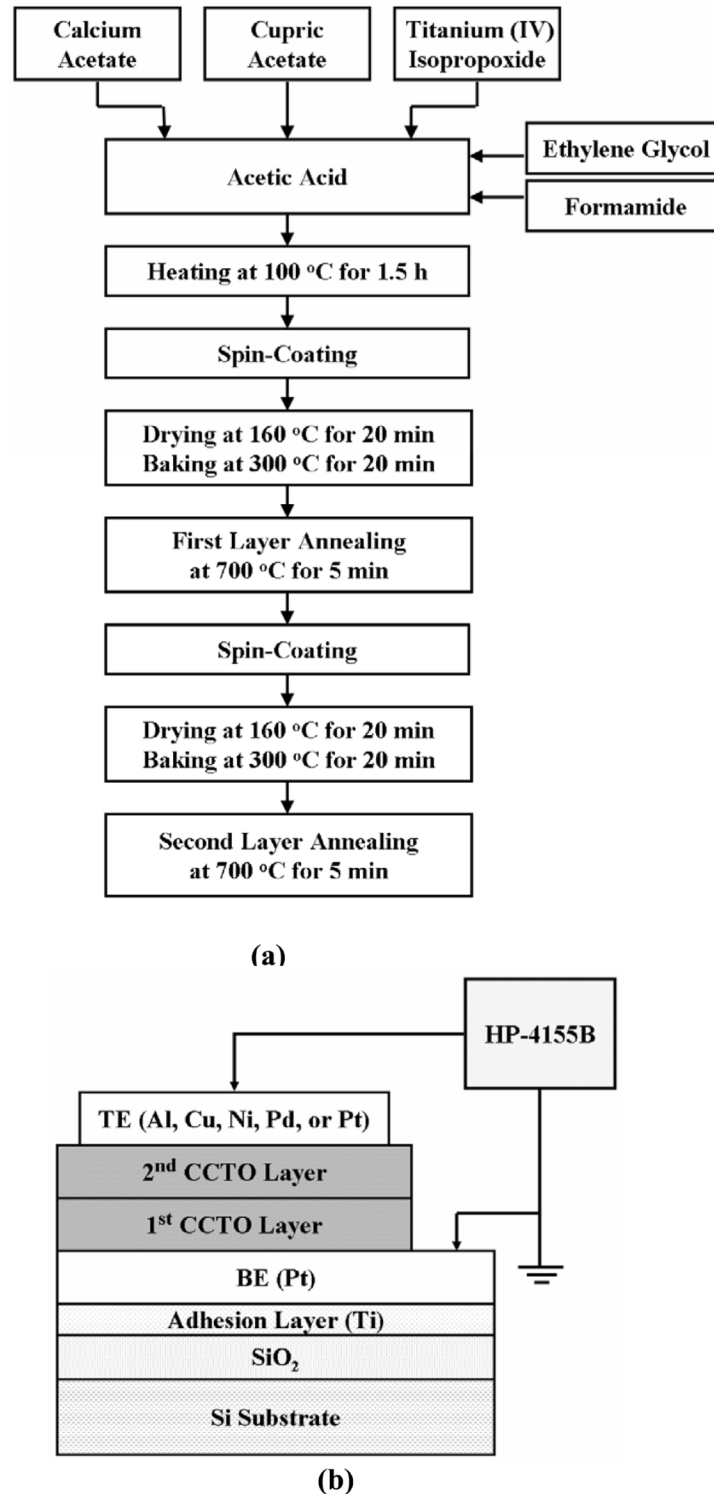 Calcium
Acetate
Cupric
Acetate
Titanium (IV)
Isopropoxide
Acetic Acid
Ethylene Glycol
Formamide
Heating at 100 °C for 1.5 h
Spin-Coating
Drying at 160 °C for 20 min
Baking at 300 °C for 20 min
First Layer Annealing
at 700 °C for 5 min
Spin-Coating
Drying at 160 °C for 20 min
Baking at 300 °C for 20 min
Second Layer Annealing
at 700 °C for 5 min
(a)
HP-4155B
TE (Al, Cu, Ni, Pd, or Pt)
2nd CCTO Layer
1st CCTO Layer
BE (Pt)
Adhesion Layer (Ti)
SiO₂
Si Substrate
(b)